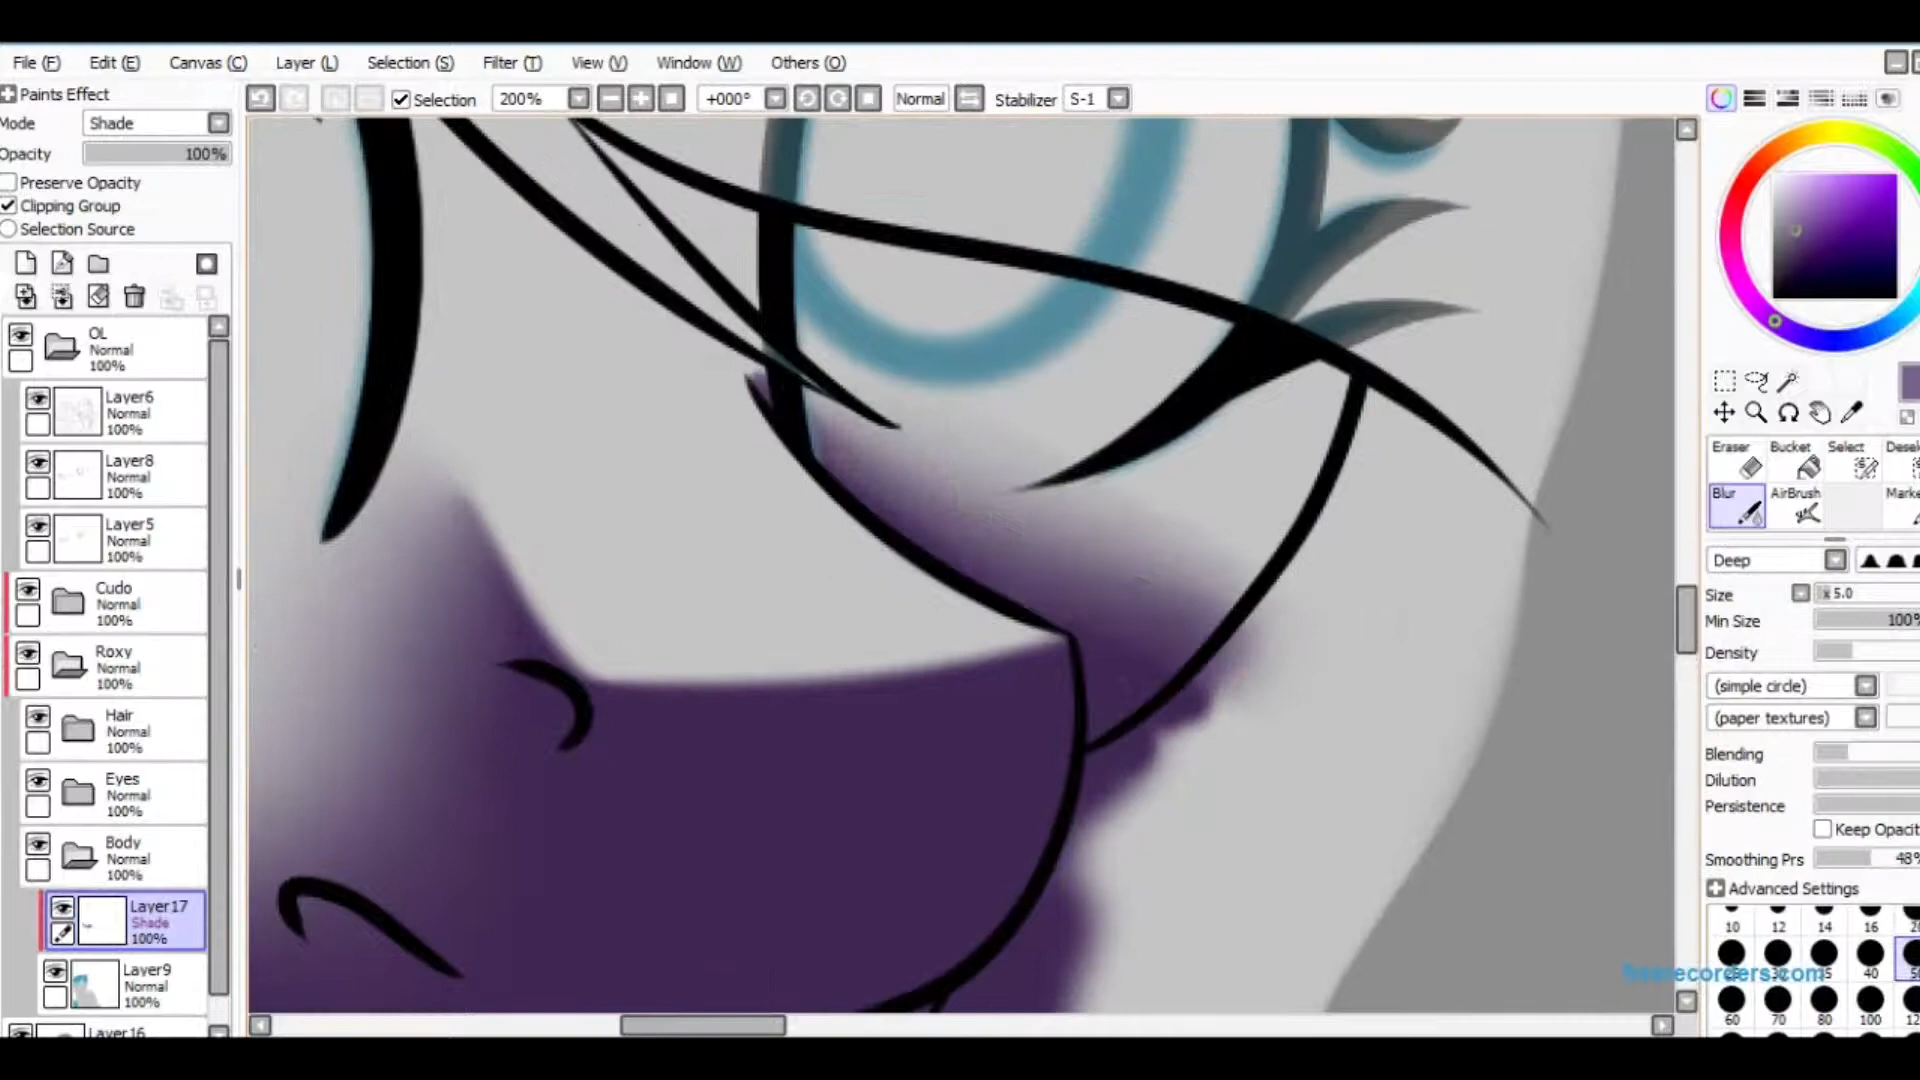 File (F) Edit (E) Canvas (C) Layer (L) Selection (S) Filter (T) View (V) Window (W) Others (O)
Paints Effect
Selection 200% +000° Normal Stabilizer S-1
Mode Shade
Opacity 100%
Preserve Opacity
Clipping Group
Selection Source
OL
Normal
100%
Layer6
Normal
100%
Layer8
Normal
100%
Layer5
Normal
100%
Cudo
Normal
100%
Roxy
Normal
100%
Hair
Normal
100%
Eyes
Normal
100%
Body
Normal
100%
Layer17
Shade
100%
Layer9
Normal
100%
Layer16
Eraser Bucket Select Desel
Blur AirBrush Marke
Deep
Size x 5.0
Min Size 100%
Density
(simple circle)
(paper textures)
Blending
Dilution
Persistence
Keep Opacit
Smoothing Prs 48%
Advanced Settings
10 12 14 16 20
35 40 50
60 70 80 100 12